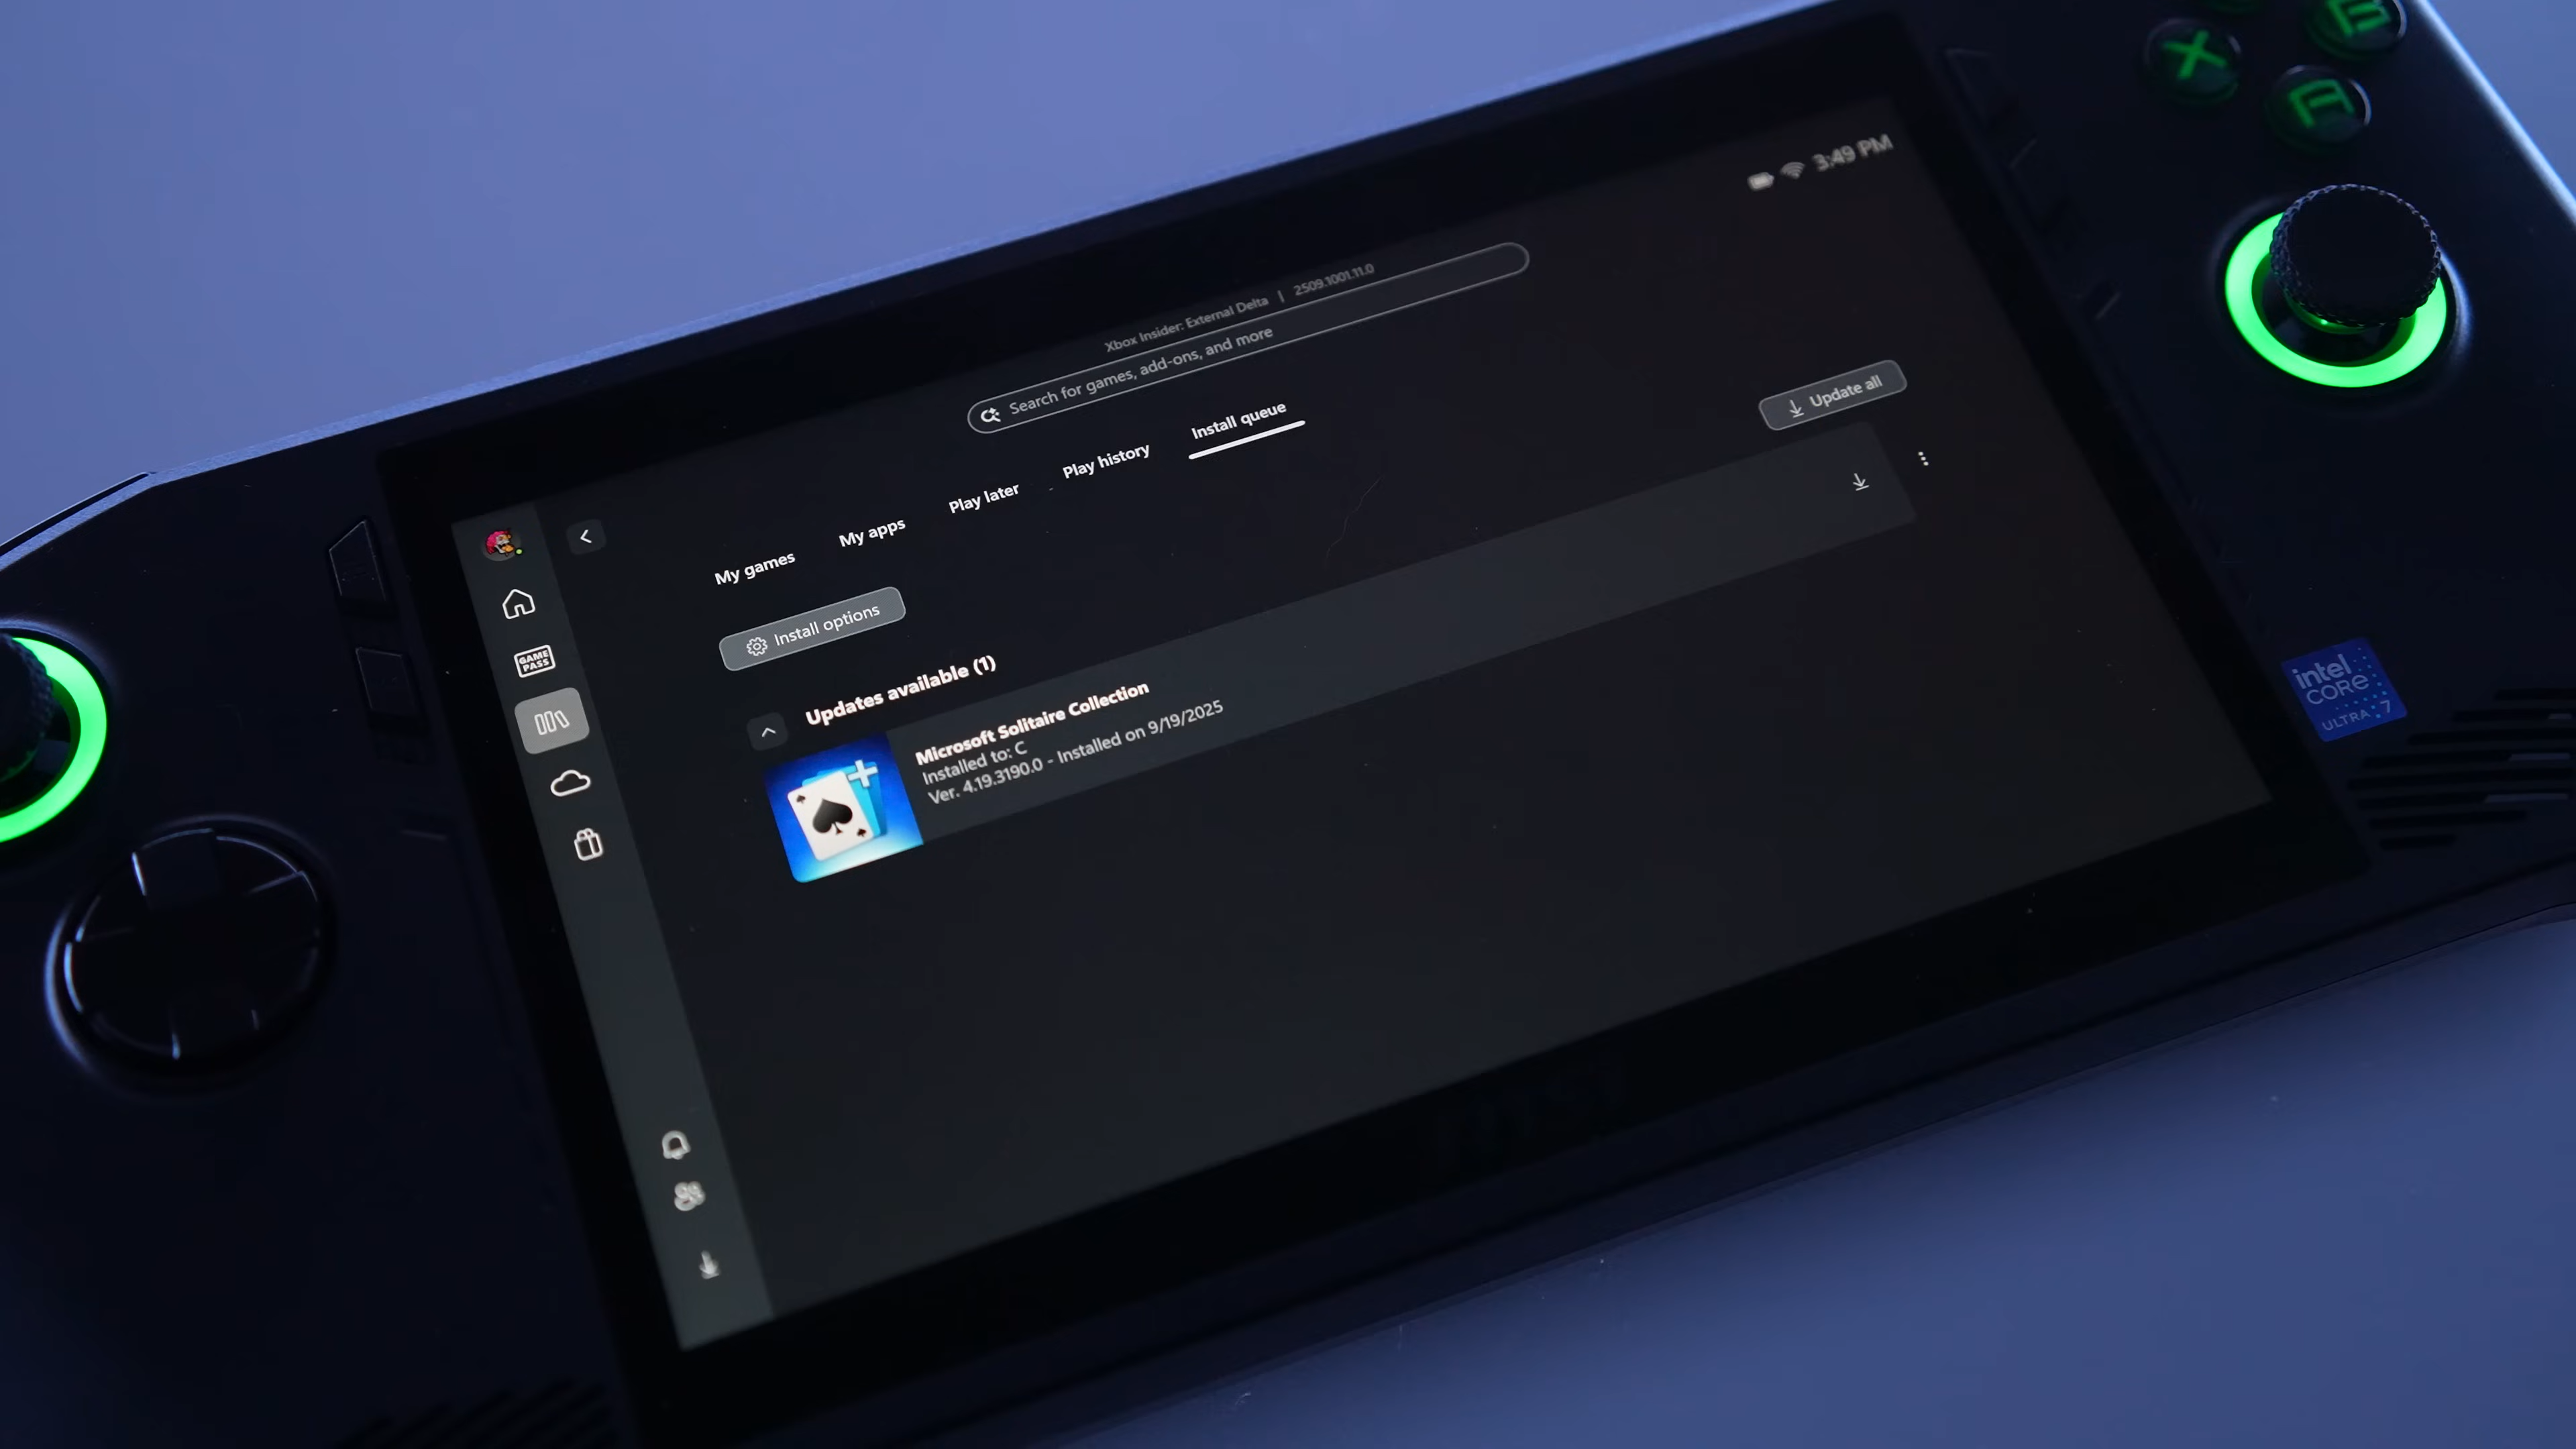 3:49 PM
Xbox Insider: External Delta | 2509.1001.11.0
Search for games, add-ons, and more
My games
My apps
Play later
Play history
Install queue
Update all
Install options
Updates available (1)
Microsoft Solitaire Collection
Installed to: C
Ver. 4.19.3190.0 - Installed on 9/19/2025
GAME
PASS
X
B
A
intel
CORE
ULTRA 7